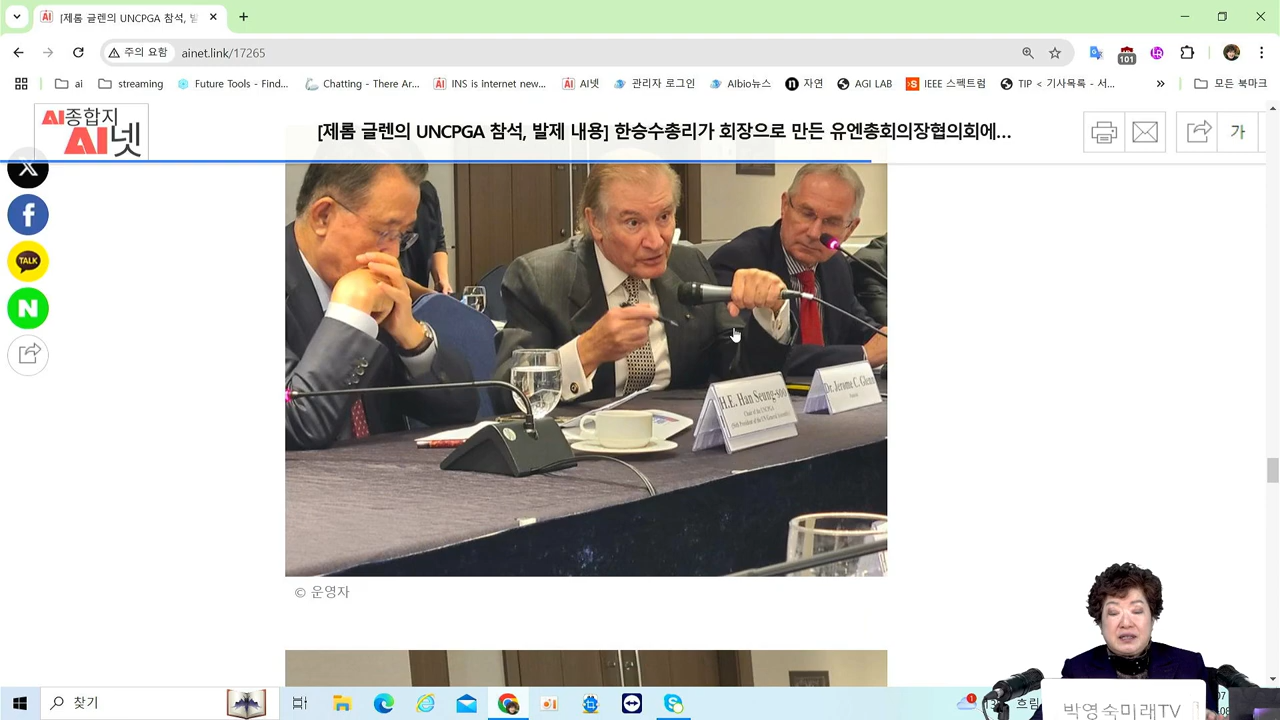 [제롬 글렌의 UNCPGA 참석, 발
주의 요함
ainet.link/17265
101
ai
streaming
Future Tools - Find...
Chatting - There Ar...
INS is internet new...
AI넷
관리자 로그인
AIbio뉴스
자연
AGI LAB
IEEE 스펙트럼
TIP < 기사목록 - 서...
모든 북마크
AI종합지
AI넷
[제롬 글렌의 UNCPGA 참석, 발제 내용] 한승수총리가 회장으로 만든 유엔총회의장협의회에...
가
TALK
N
H.E. Han Seung-soo
Chair of the UNCPGA
Dr. Jerome C. Glenn
© 운영자
찾기
박영숙미래TV